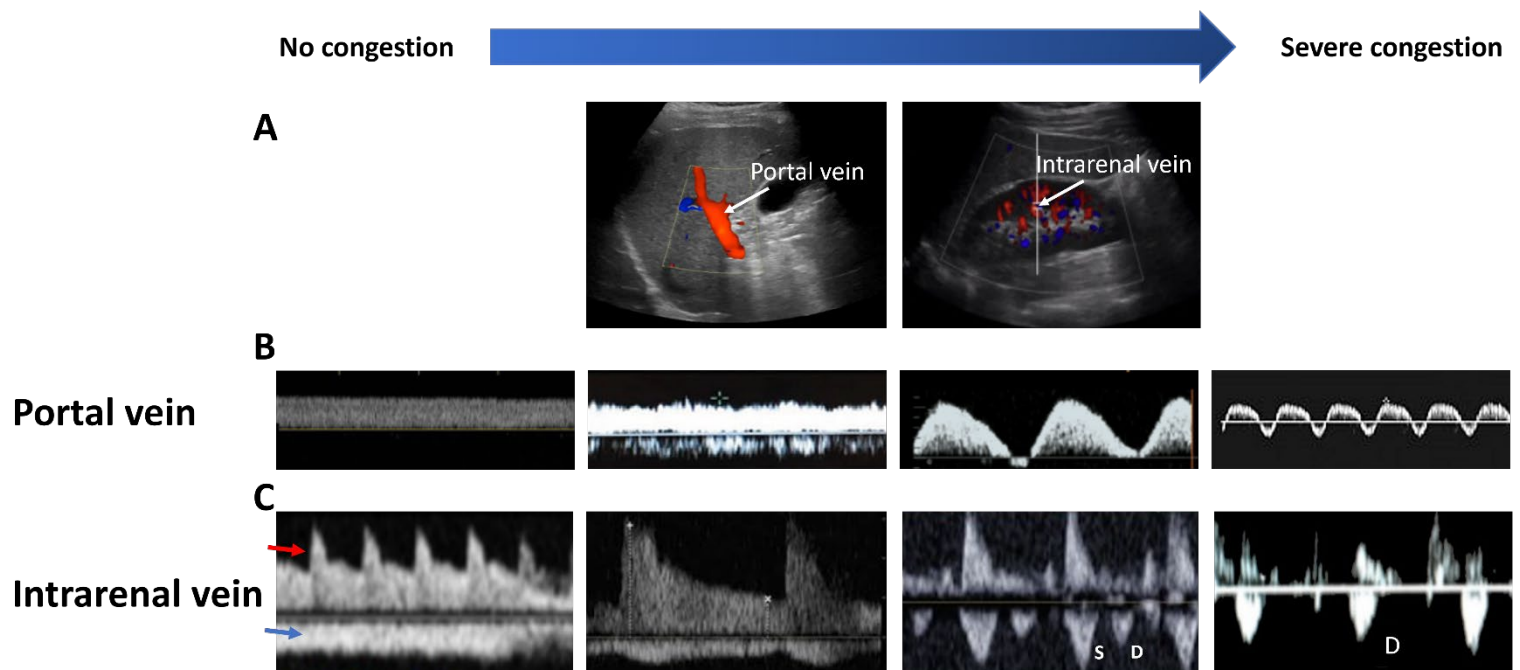 No congestion
Severe congestion
A
Portal vein
Intrarenal vein
B
Portal vein
C
Intrarenal vein
S D
D